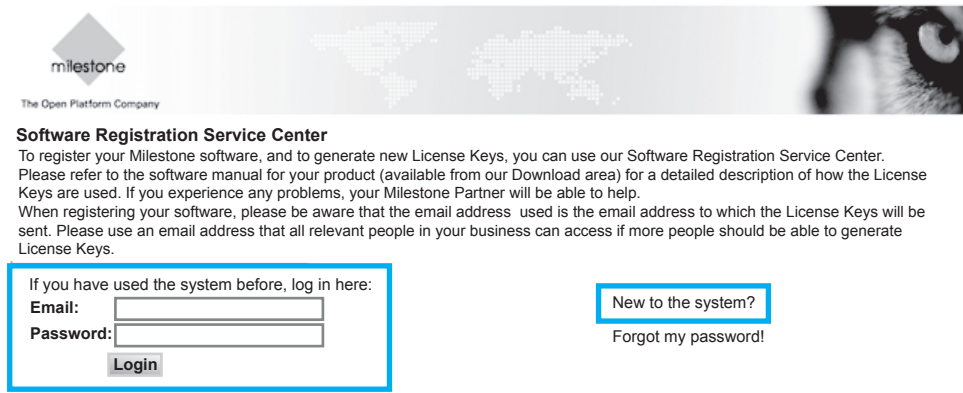 milestone
The Open Platform Company
Software Registration Service Center
To register your Milestone software, and to generate new License Keys, you can use our Software Registration Service Center.
Please refer to the software manual for your product (available from our Download area) for a detailed description of how the License
Keys are used. If you experience any problems, your Milestone Partner will be able to help.
When registering your software, please be aware that the email address used is the email address to which the License Keys will be
sent. Please use an email address that all relevant people in your business can access if more people should be able to generate
License Keys.
If you have used the system before, log in here:
Email:
Password:
Login
New to the system?
Forgot my password!